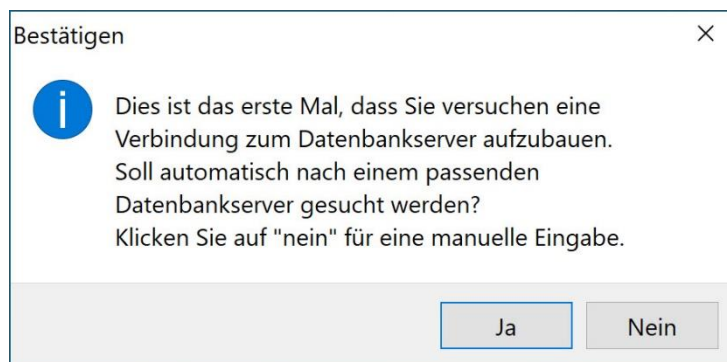 Bestätigen
Dies ist das erste Mal, dass Sie versuchen eine
Verbindung zum Datenbankserver aufzubauen.
Soll automatisch nach einem passenden
Datenbankserver gesucht werden?
Klicken Sie auf "nein" für eine manuelle Eingabe.
Ja
Nein